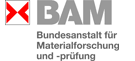 BAM
Bundesanstalt für
Materialforschung
und -prüfung